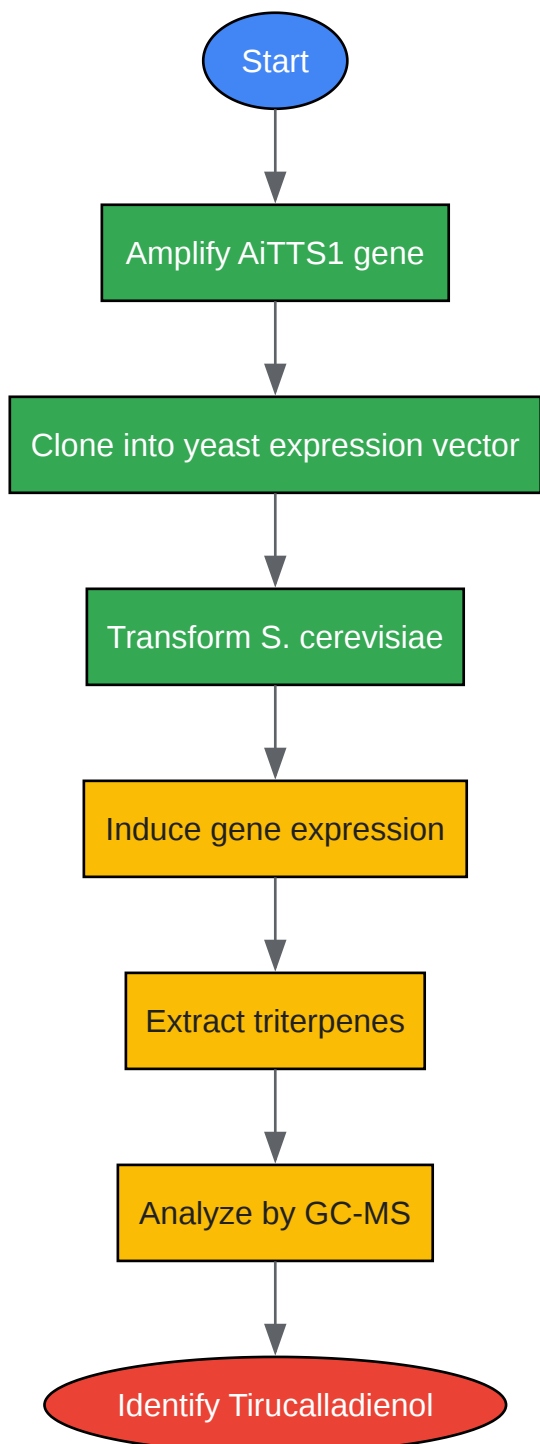 Start
Amplify AiTTS1 gene
Clone into yeast expression vector
Transform S. cerevisiae
Induce gene expression
Extract triterpenes
Analyze by GC-MS
Identify Tirucalladienol